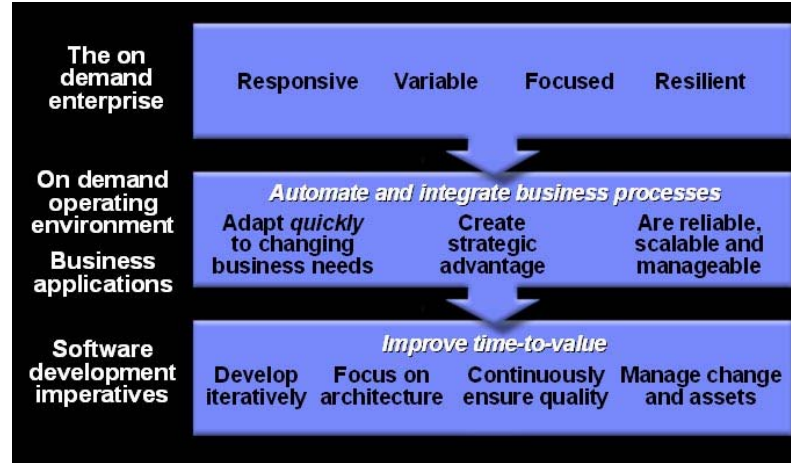 The on
demand
enterprise
Responsive Variable Focused Resilient
On demand
operating
environment
Business
applications
Automate and integrate business processes
Adapt quickly
to changing
business needs
Create
strategic
advantage
Are reliable,
scalable and
manageable
Software
development
imperatives
Improve time-to-value
Develop
iteratively
Focus on
architecture
Continuously
ensure quality
Manage change
and assets